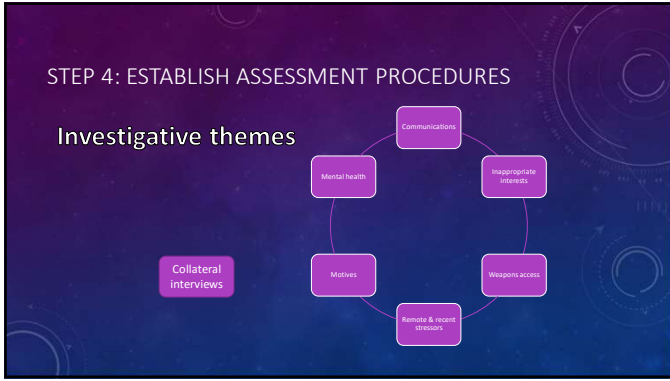 STEP 4: ESTABLISH ASSESSMENT PROCEDURES
Investigative themes
Communications
Inappropriate
interests
Weapons access
Remote & recent
stressors
Motives
Mental health
Collateral
interviews